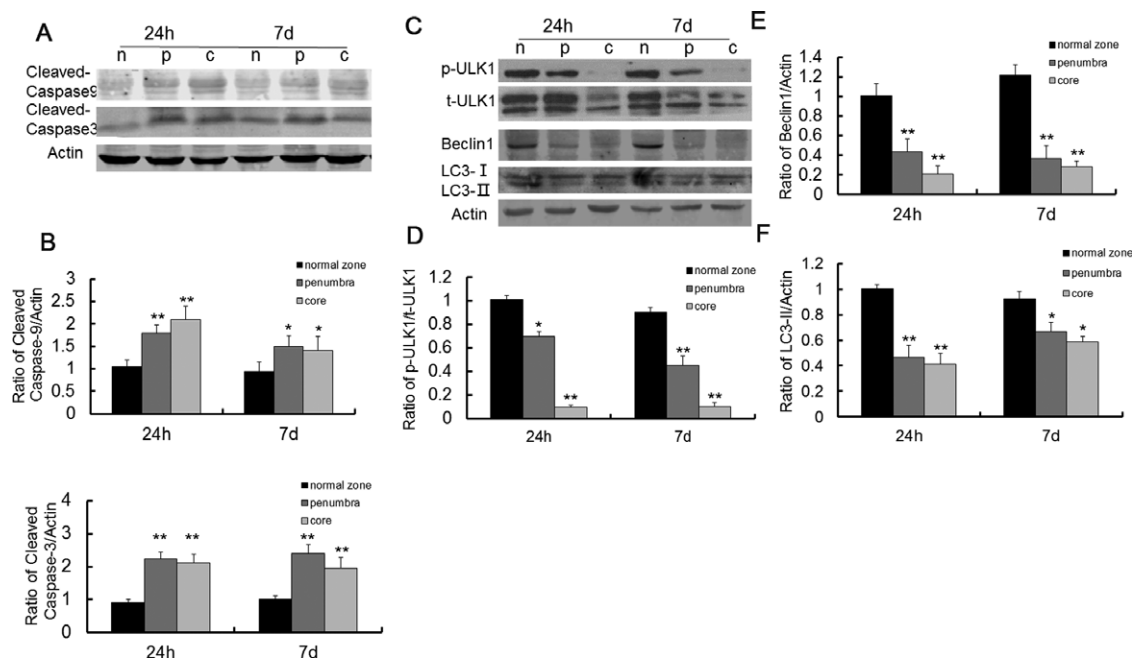 A
24h 7d
n p c n p c
Cleaved-
Caspase9
Cleaved-
Caspase3
Actin
B
normal zone
penumbra
core
Ratio of Cleaved
Caspase-9/Actin
3
2.5
2
1.5
1
0.5
0
** ** * *
24h 7d
normal zone
penumbra
core
Ratio of Cleaved
Caspase-3/Actin
4
3
2
1
0
** ** ** **
24h 7d
C
24h 7d
n p c n p c
p-ULK1
t-ULK1
Beclin1
LC3-Ⅰ
LC3-Ⅱ
Actin
D
normal zone
penumbra
core
Ratio of p-ULK1/t-ULK1
1.2
1
0.8
0.6
0.4
0.2
0
* ** ** **
24h 7d
E
normal zone
penumbra
core
Ratio of Beclin1/Actin
1.4
1.2
1
0.8
0.6
0.4
0.2
0
** ** ** **
24h 7d
F
normal zone
penumbra
core
Ratio of LC3-II/Actin
1.2
1
0.8
0.6
0.4
0.2
0
** ** * *
24h 7d